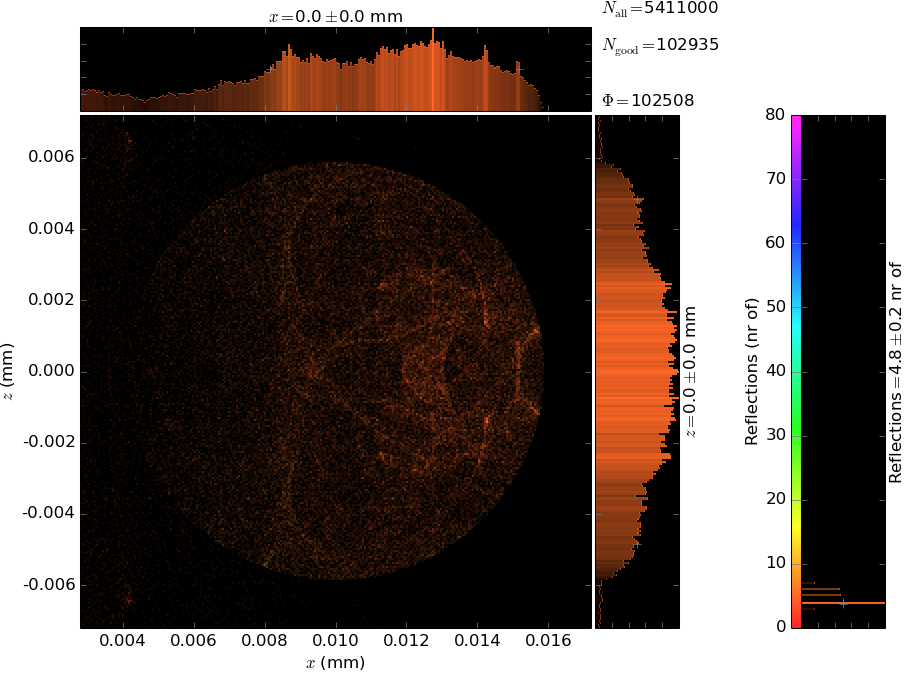 x=0.0 ± 0.0 mm
N_all=5411000
N_good=102935
Φ=102508
0.006
0.004
0.002
0.000
-0.002
-0.004
-0.006
z (mm)
0.004
0.006
0.008
0.010
0.012
0.014
0.016
x (mm)
z=0.0 ± 0.0 mm
80
70
60
50
40
30
20
10
0
Reflections (nr of)
Reflections=4.8 ± 0.2 nr of